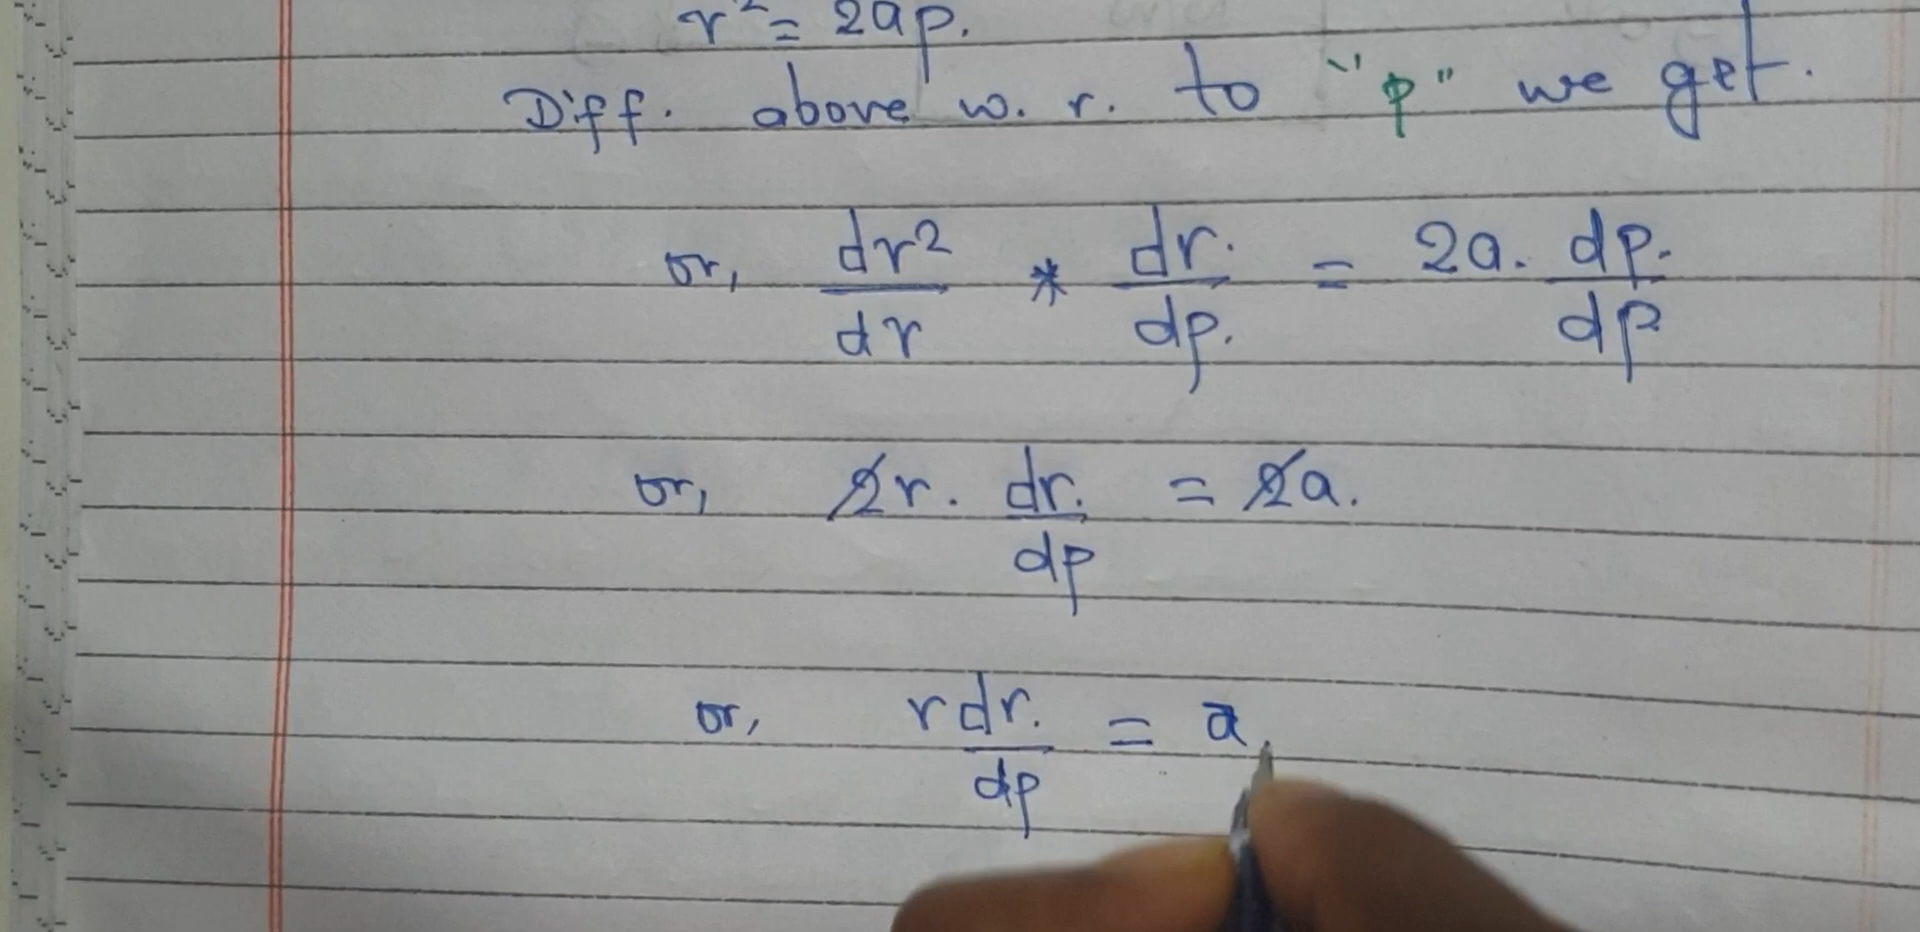 r² = 2ap.
Diff. above w. r. to "p" we get.
or, dr²/dr * dr./dp. = 2a. dp./dp
or, 2r. dr./dp = 2a.
or, rdr./dp = a.